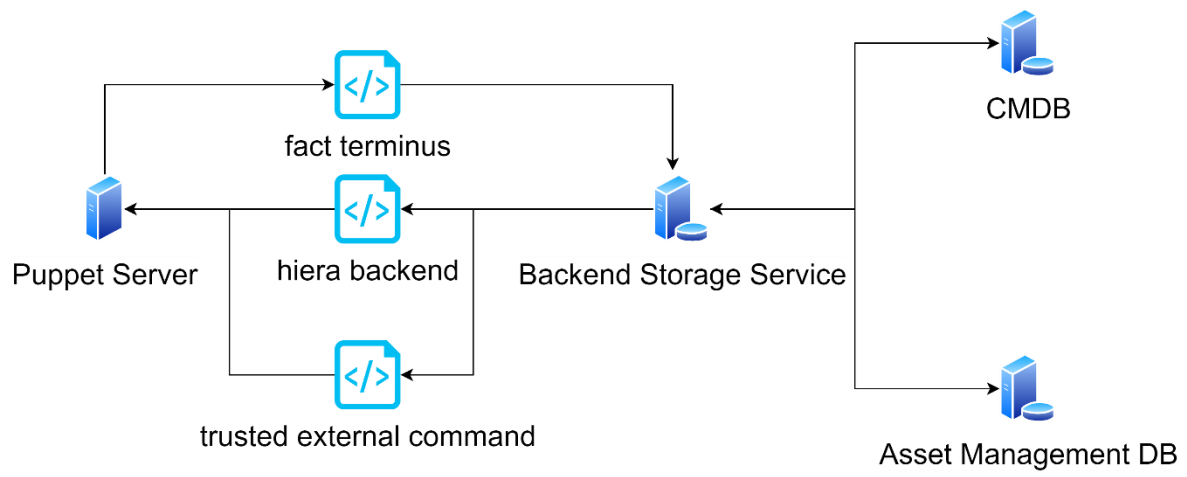 CMDB
</>
fact terminus
</>
Puppet Server
hiera backend
Backend Storage Service
</>
trusted external command
Asset Management DB